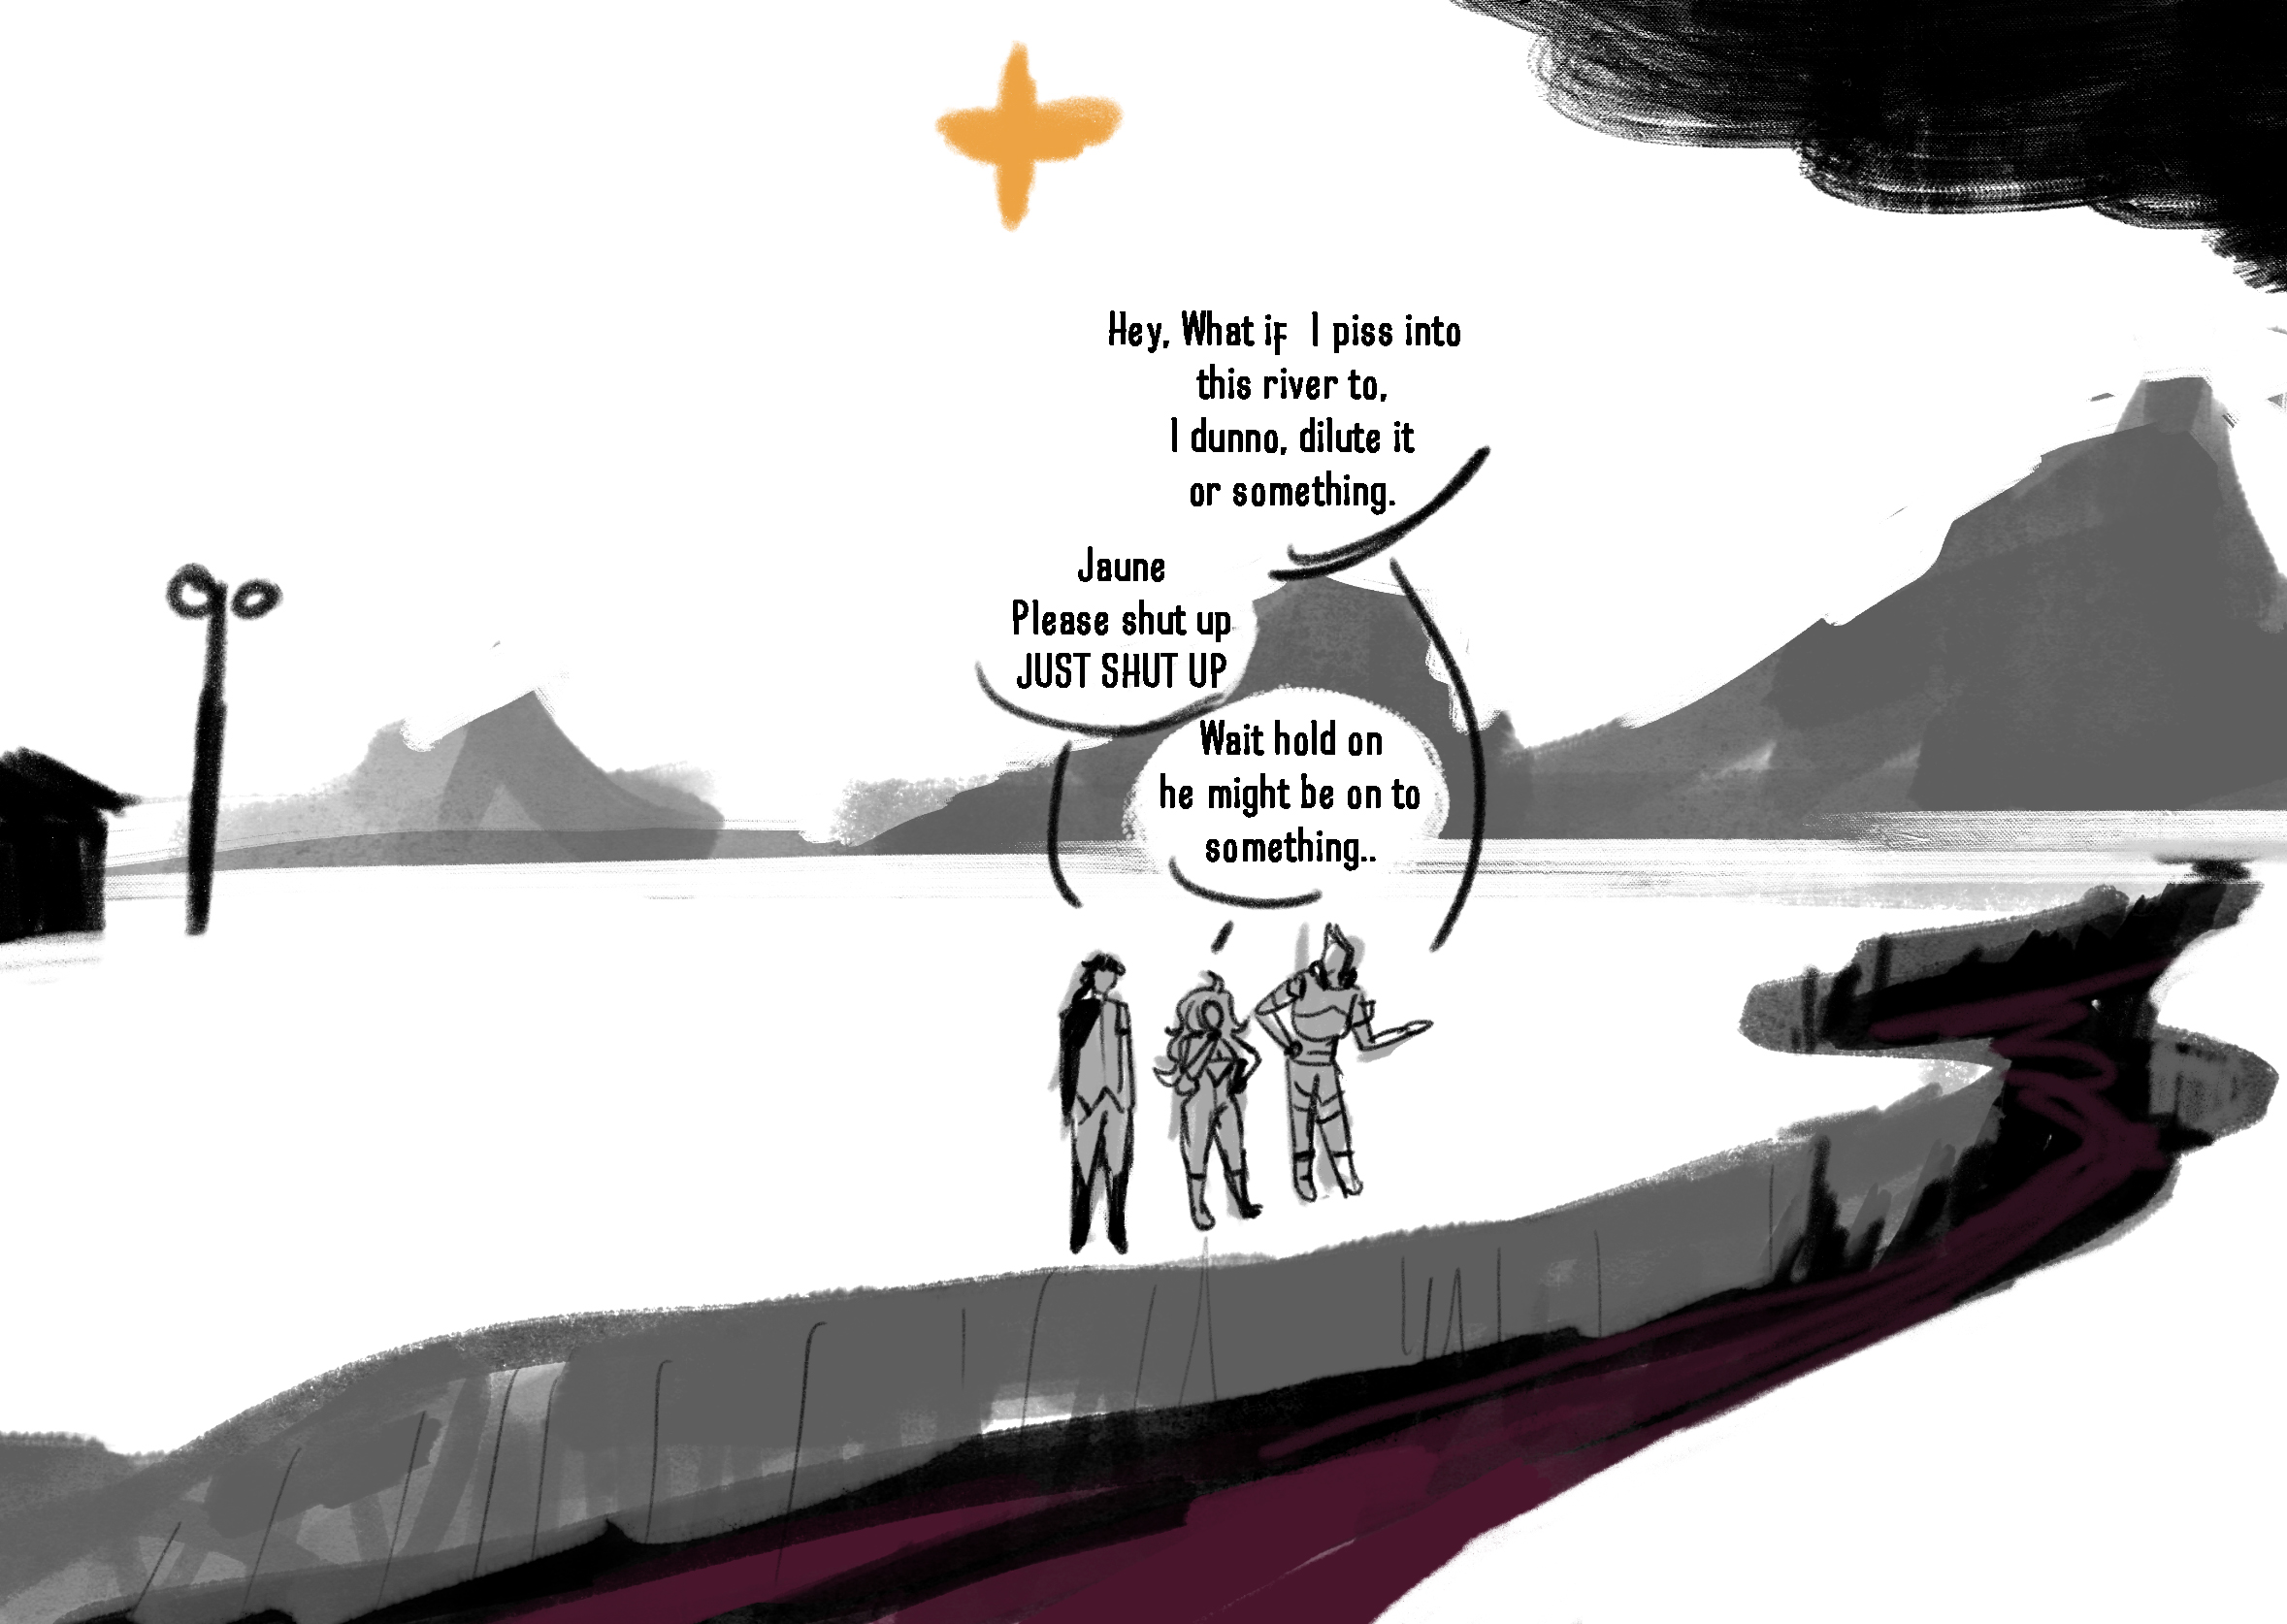 Hey, What if I piss into
this river to,
I dunno, dilute it
or something.
Jaune
Please shut up
JUST SHUT UP
Wait hold on
he might be on to
something..